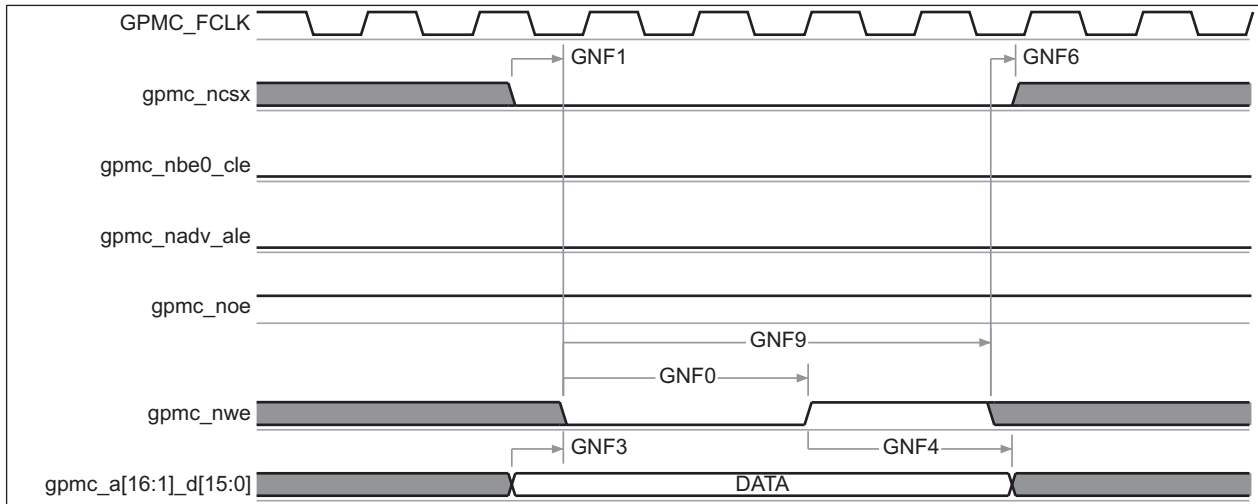 GPMC_FCLK
GNF1
GNF6
gpmc_ncsx
gpmc_nbe0_cle
gpmc_nadv_ale
gpmc_noe
GNF9
GNF0
gpmc_nwe
GNF3
GNF4
gpmc_a[16:1]_d[15:0]
DATA